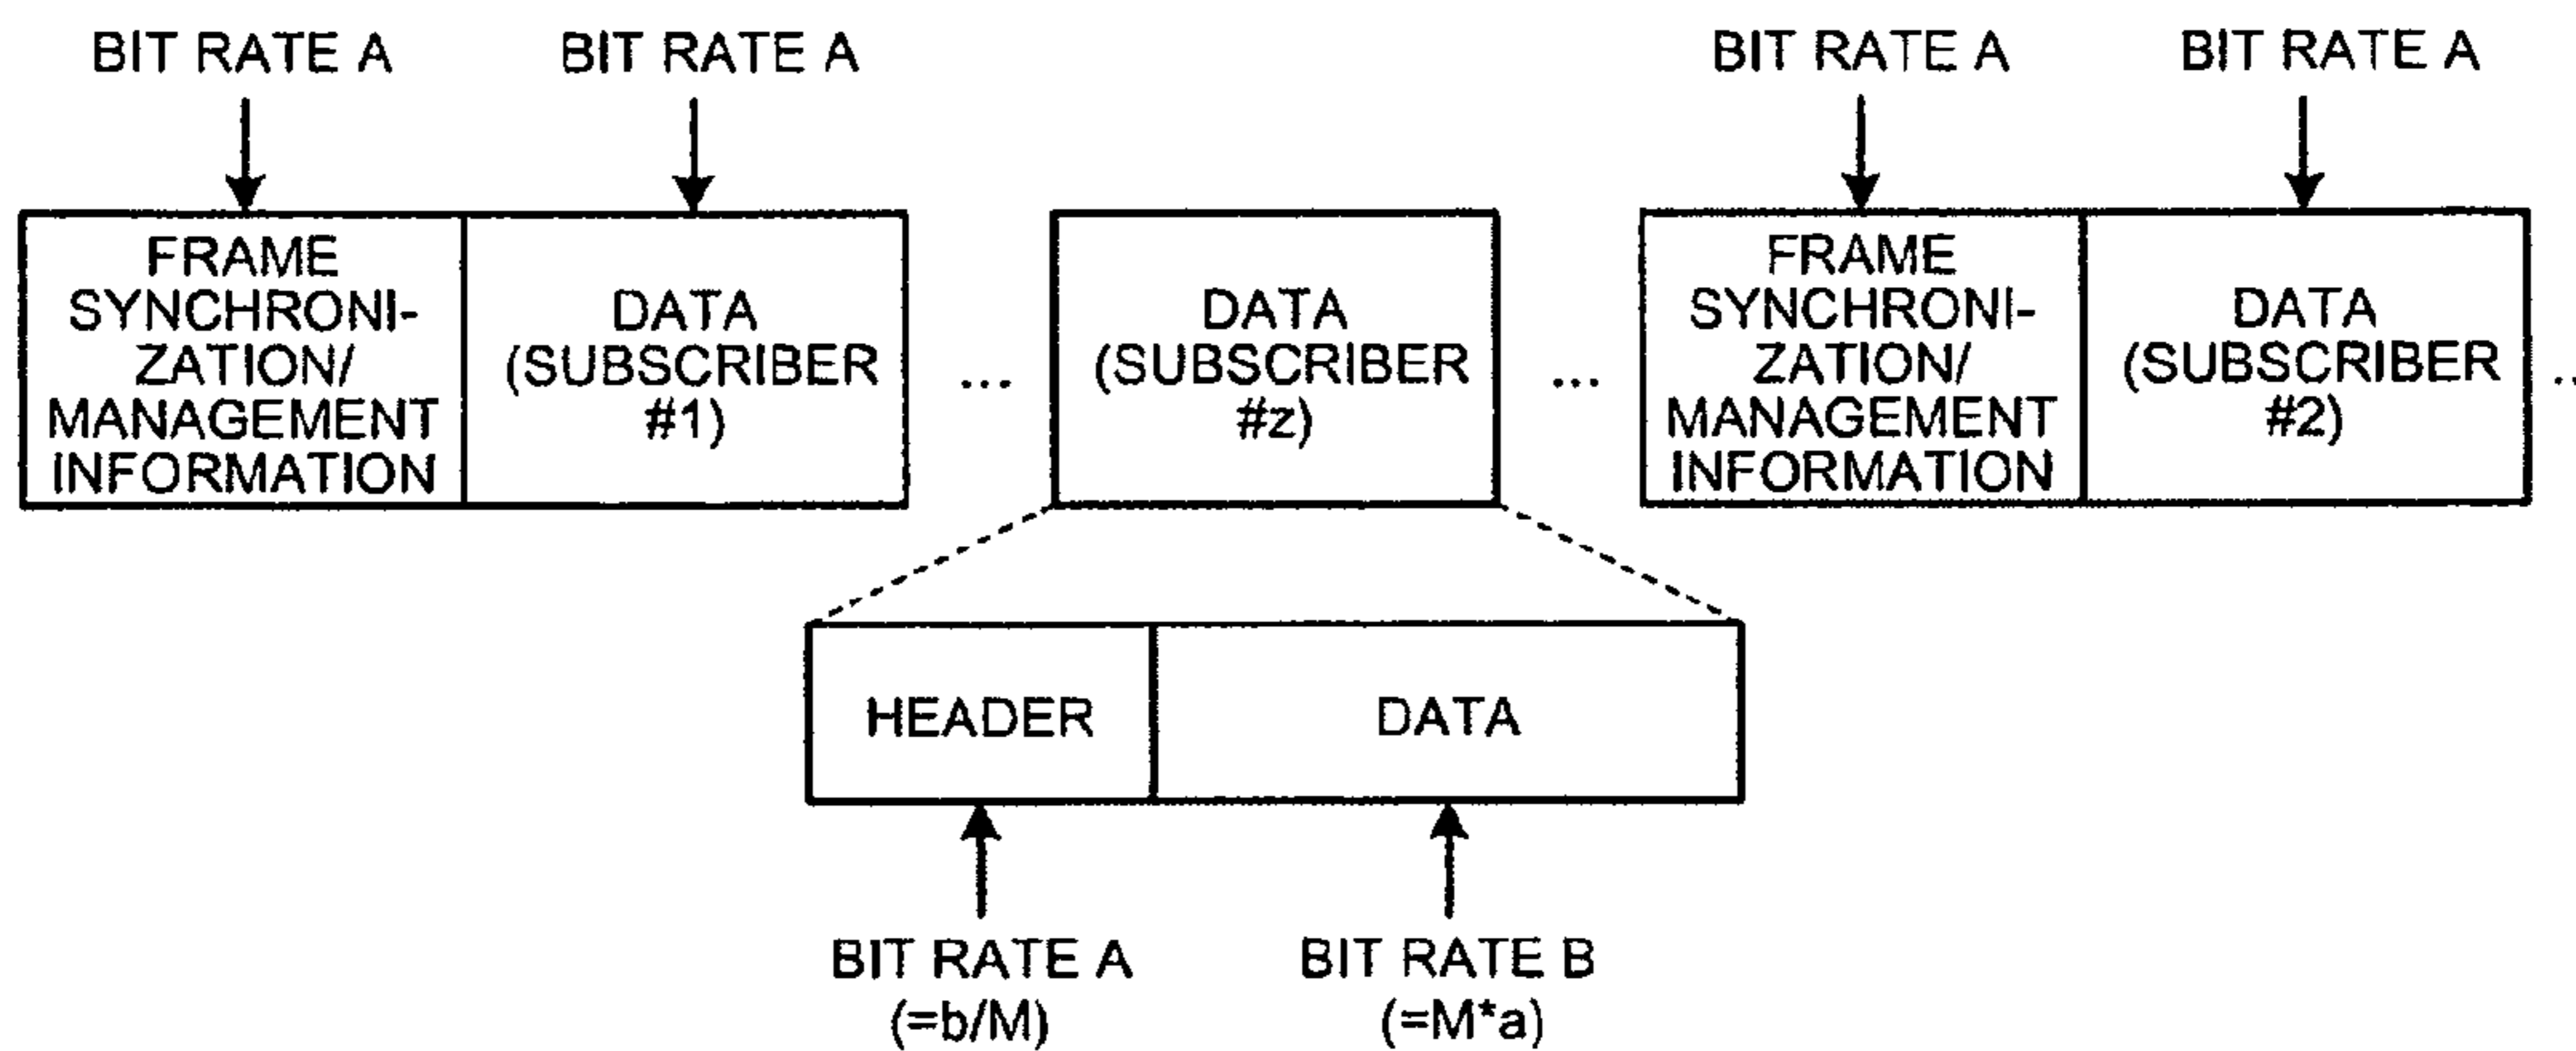 BIT RATE A
BIT RATE A
BIT RATE A
BIT RATE A
FRAME
SYNCHRONI-
ZATION/
MANAGEMENT
INFORMATION
DATA
(SUBSCRIBER
#1)
...
DATA
(SUBSCRIBER
#z)
...
FRAME
SYNCHRONI-
ZATION/
MANAGEMENT
INFORMATION
DATA
(SUBSCRIBER
#2)
..
HEADER
DATA
BIT RATE A
(=b/M)
BIT RATE B
(=M*a)